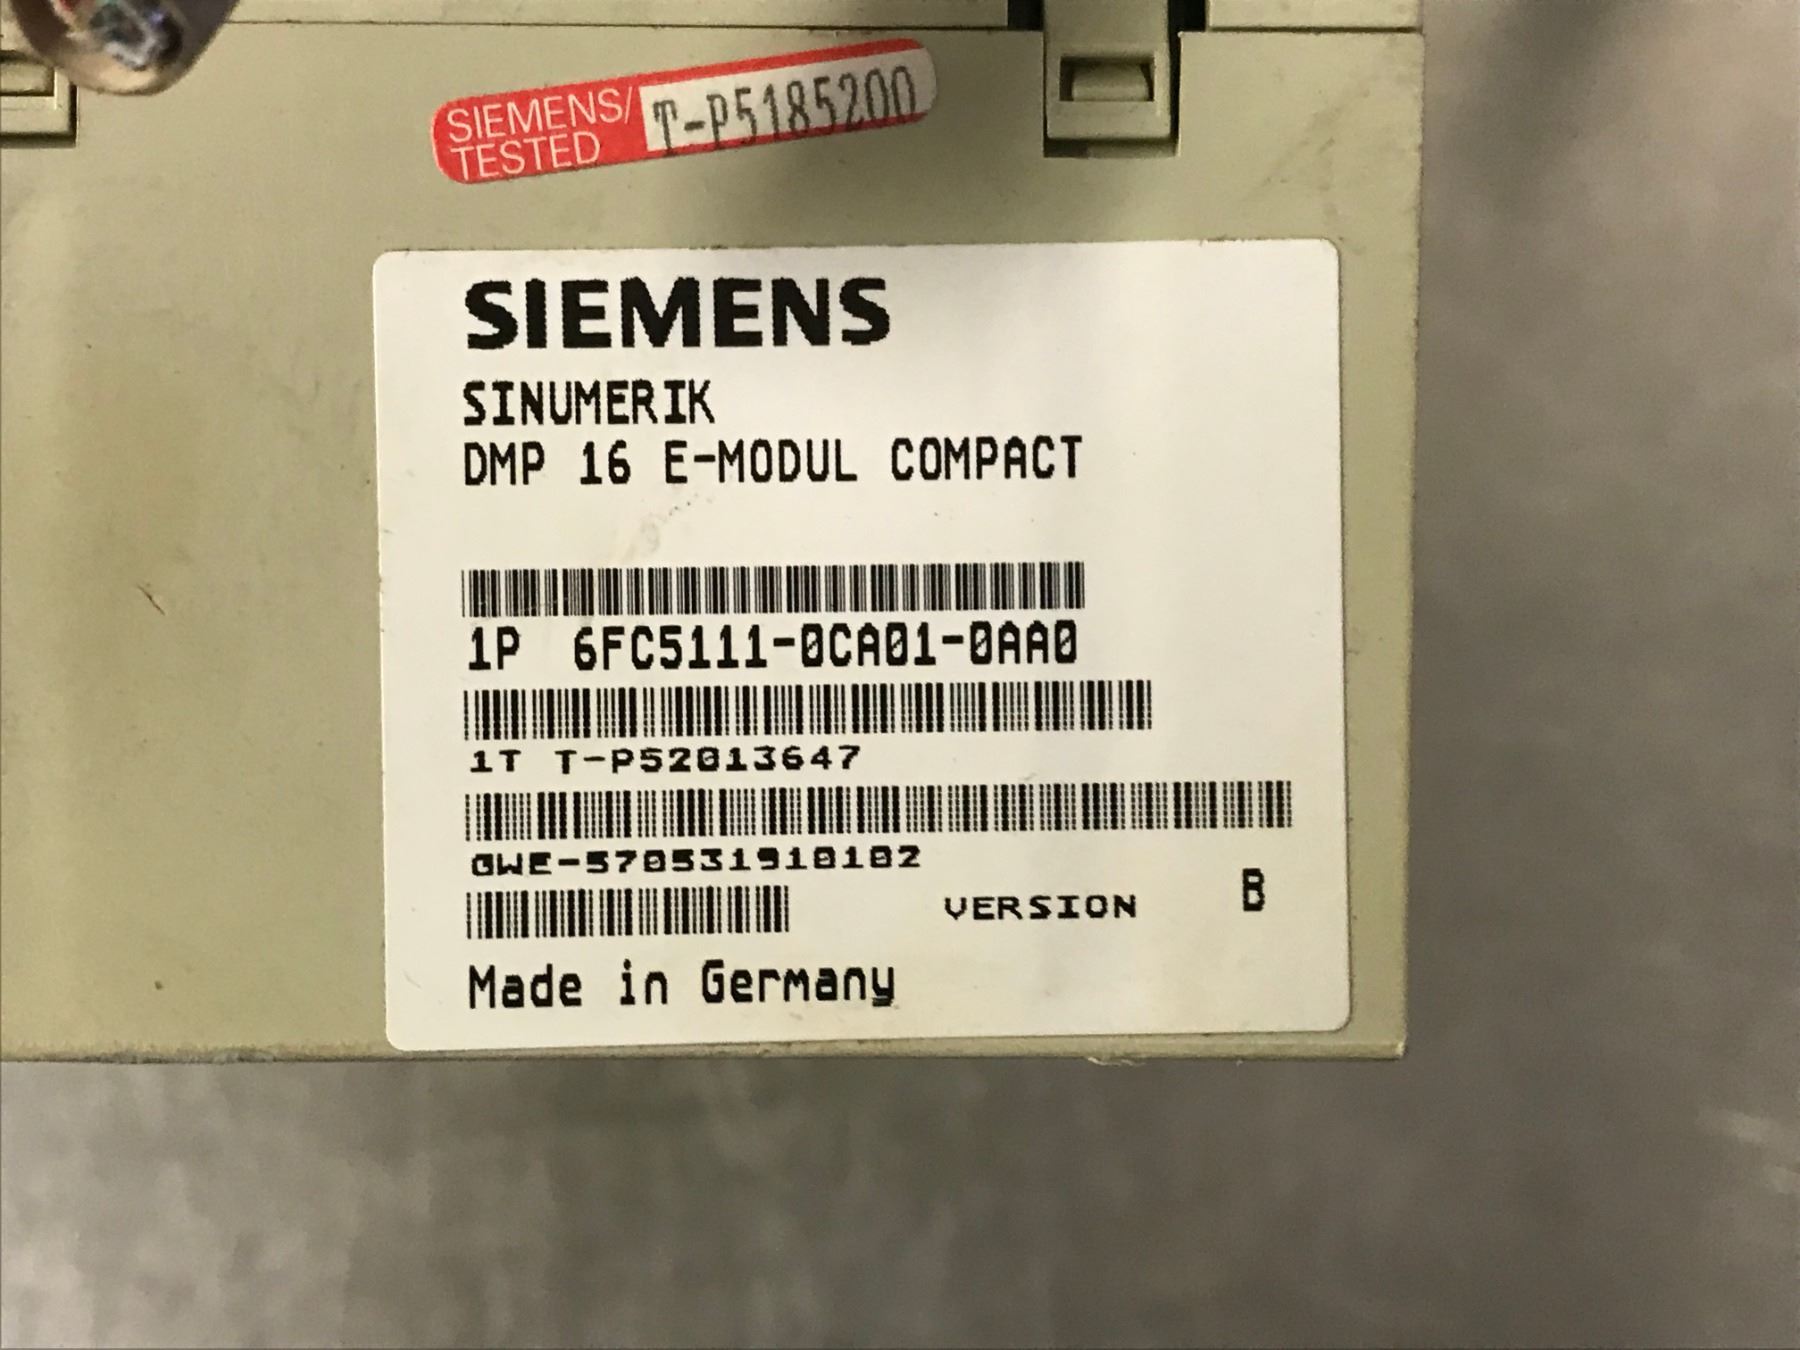 SIEMENS/
TESTED
T-P5185200
SIEMENS
SINUMERIK
DMP 16 E-MODUL COMPACT
1P 6FC5111-0CA01-0AA0
1T T-P52013647
GWE-570531910102
VERSION B
Made in Germany